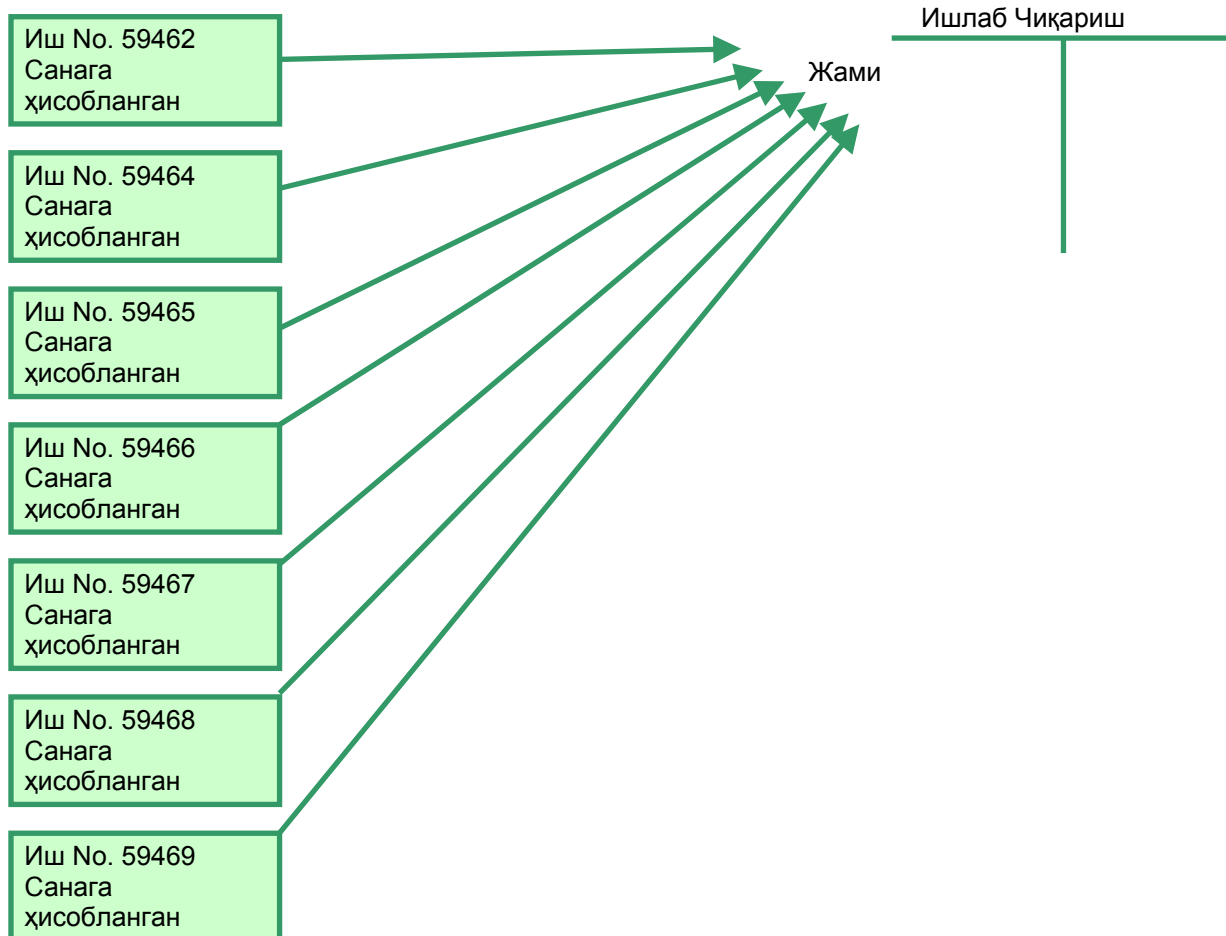 Ишлаб Чиқариш
Жами
Иш No. 59462
Санага
ҳисобланган
Иш No. 59464
Санага
ҳисобланган
Иш No. 59465
Санага
ҳисобланган
Иш No. 59466
Санага
ҳисобланган
Иш No. 59467
Санага
ҳисобланган
Иш No. 59468
Санага
ҳисобланган
Иш No. 59469
Санага
ҳисобланган